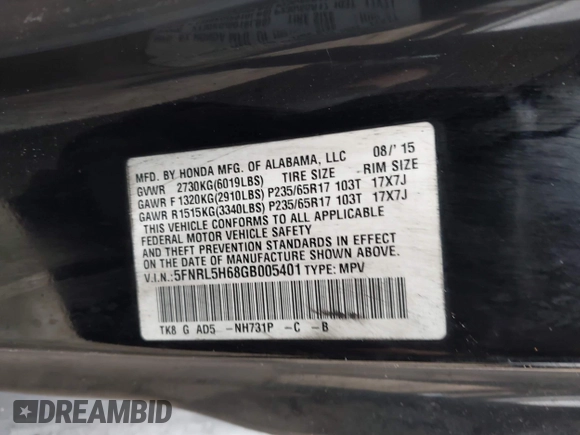 MFD. BY HONDA MFG. OF ALABAMA, LLC 08/'15
GVWR 2730KG(6019LBS) TIRE SIZE RIM SIZE
GAWR F1320KG(2910LBS) P235/65R17 103T 17X7J
GAWR R1515KG(3340LBS) P235/65R17 103T 17X7J
THIS VEHICLE CONFORMS TO ALL APPLICABLE
FEDERAL MOTOR VEHICLE SAFETY
AND THEFT PREVENTION STANDARDS IN EFFECT
ON THE DATE OF MANUFACTURE SHOWN ABOVE.
V.I.N.:5FNRL5H68GB005401 TYPE: MPV
TK8 G AD5 -NH731P -C -B
DREAMBID